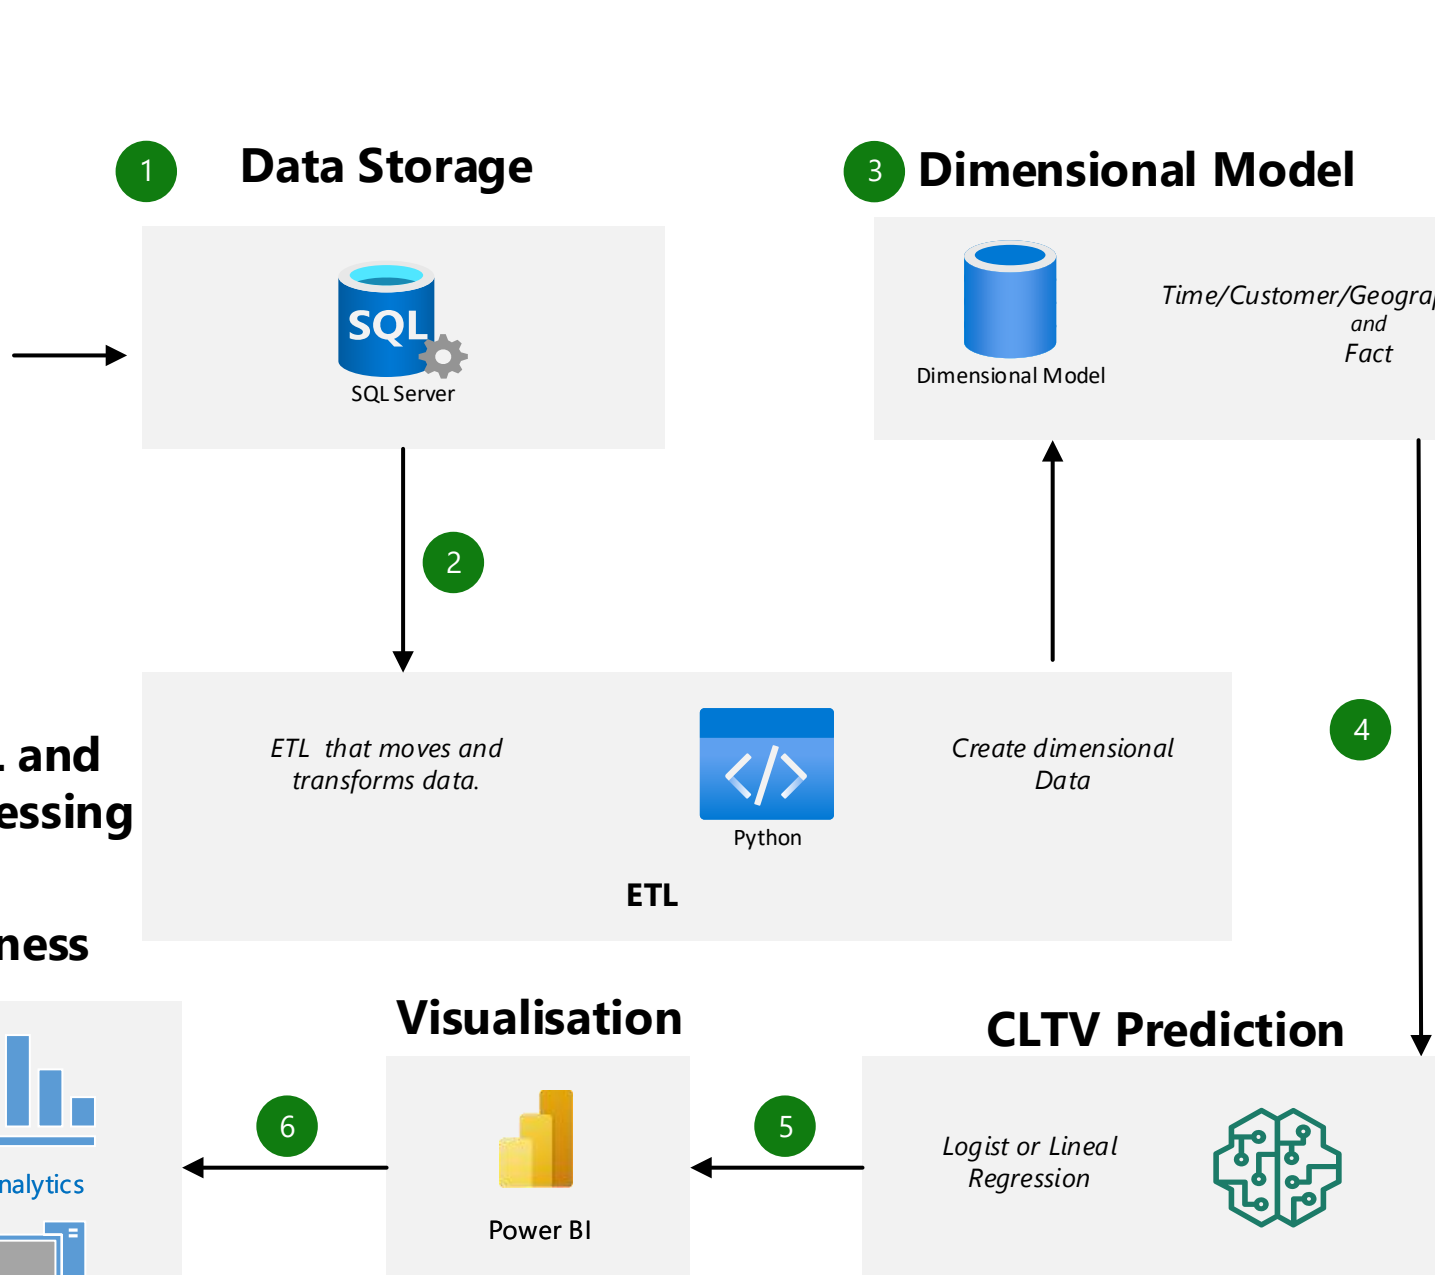 1
Data Storage
SQL
SQL Server
3
Dimensional Model
Dimensional Model
Time/Customer/Geograp
and
Fact
2
4
and
essing
ETL that moves and
transforms data.
Python
Create dimensional
Data
ETL
ness
nalytics
6
Visualisation
Power BI
5
CLTV Prediction
Logist or Lineal
Regression